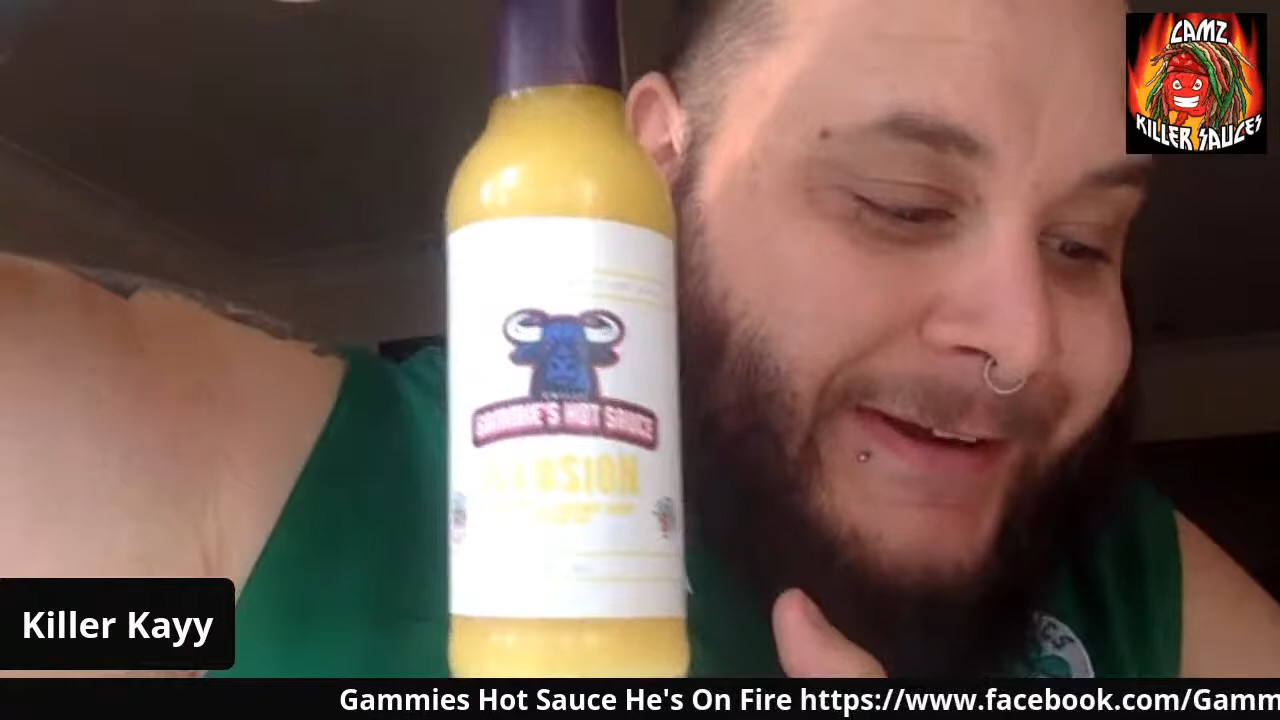 CAMZ
KILLER SAUCES
GAMMIE'S HOT SAUCE
Killer Kayy
Gammies Hot Sauce He's On Fire https://www.facebook.com/Gamm